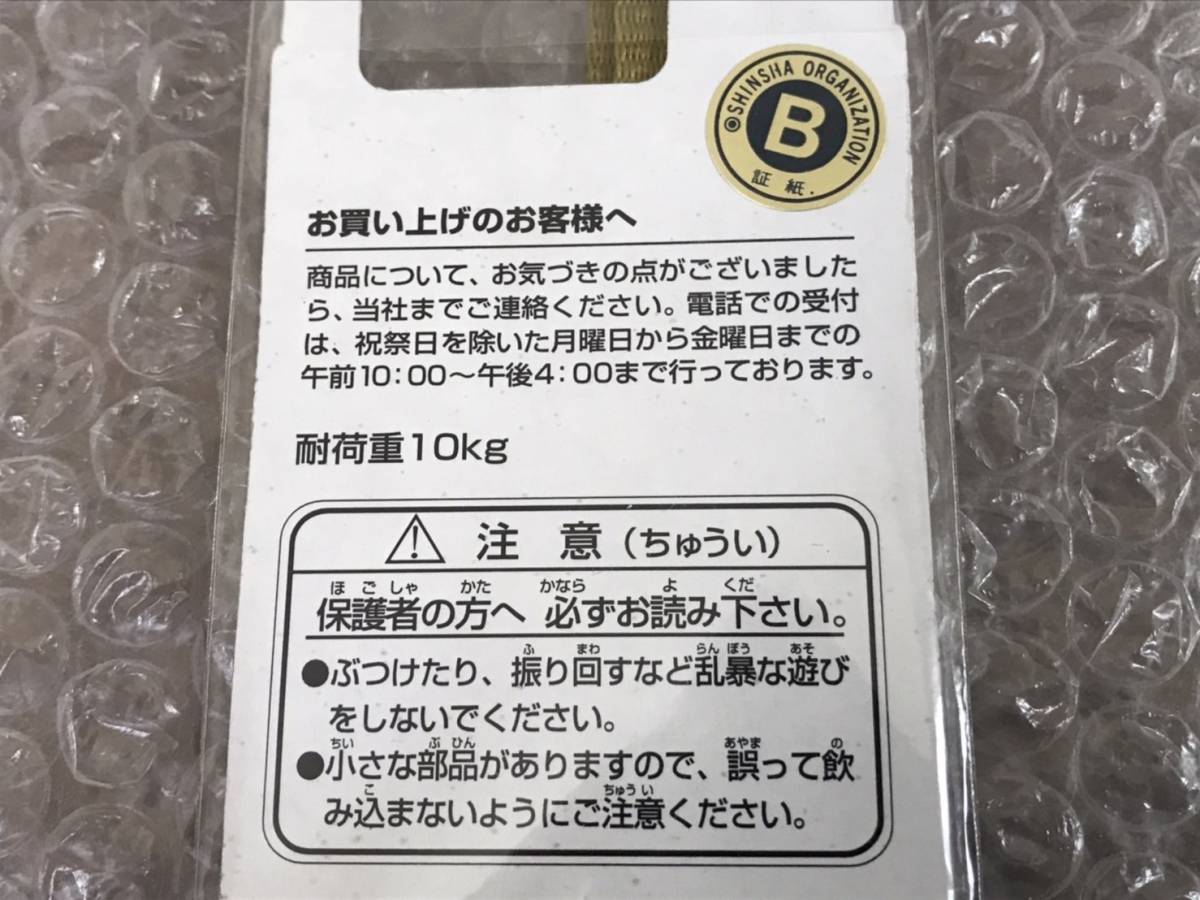 SHINSHA ORGANIZATION
B
証紙.
お買い上げのお客様へ
商品について、お気づきの点がございました
ら、当社までご連絡ください。電話での受付
は、祝祭日を除いた月曜日から金曜日までの
午前10:00～午後4:00まで行っております。
耐荷重10kg
⚠ 注 意（ちゅうい）
ほごしゃ かた かなら よ くだ
保護者の方へ 必ずお読み下さい。
ふ まわ らんぼう あそ
●ぶつけたり、振り回すなど乱暴な遊び
をしないでください。
ちい ぶひん あやま の
●小さな部品がありますので、誤って飲
こ ちゅうい
み込まないようにご注意ください。